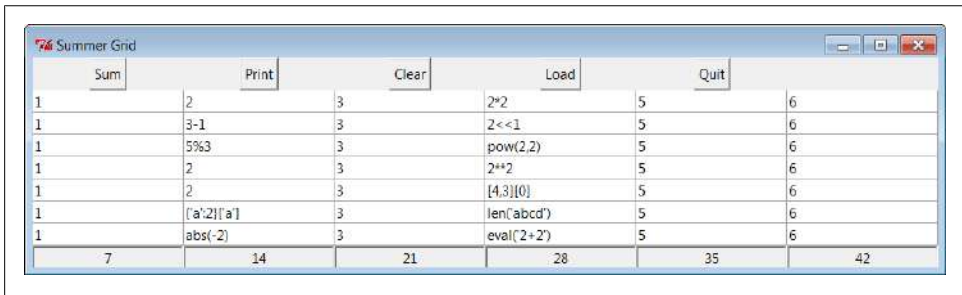 Summer Grid
Sum Print Clear Load Quit
1 2 3 2*2 5 6
1 3-1 3 2<<1 5 6
1 5%3 3 pow(2,2) 5 6
1 2 3 2**2 5 6
1 2 3 [4,3][0] 5 6
1 {'a':2}['a'] 3 len('abcd') 5 6
1 abs(-2) 3 eval('2+2') 5 6
7 14 21 28 35 42